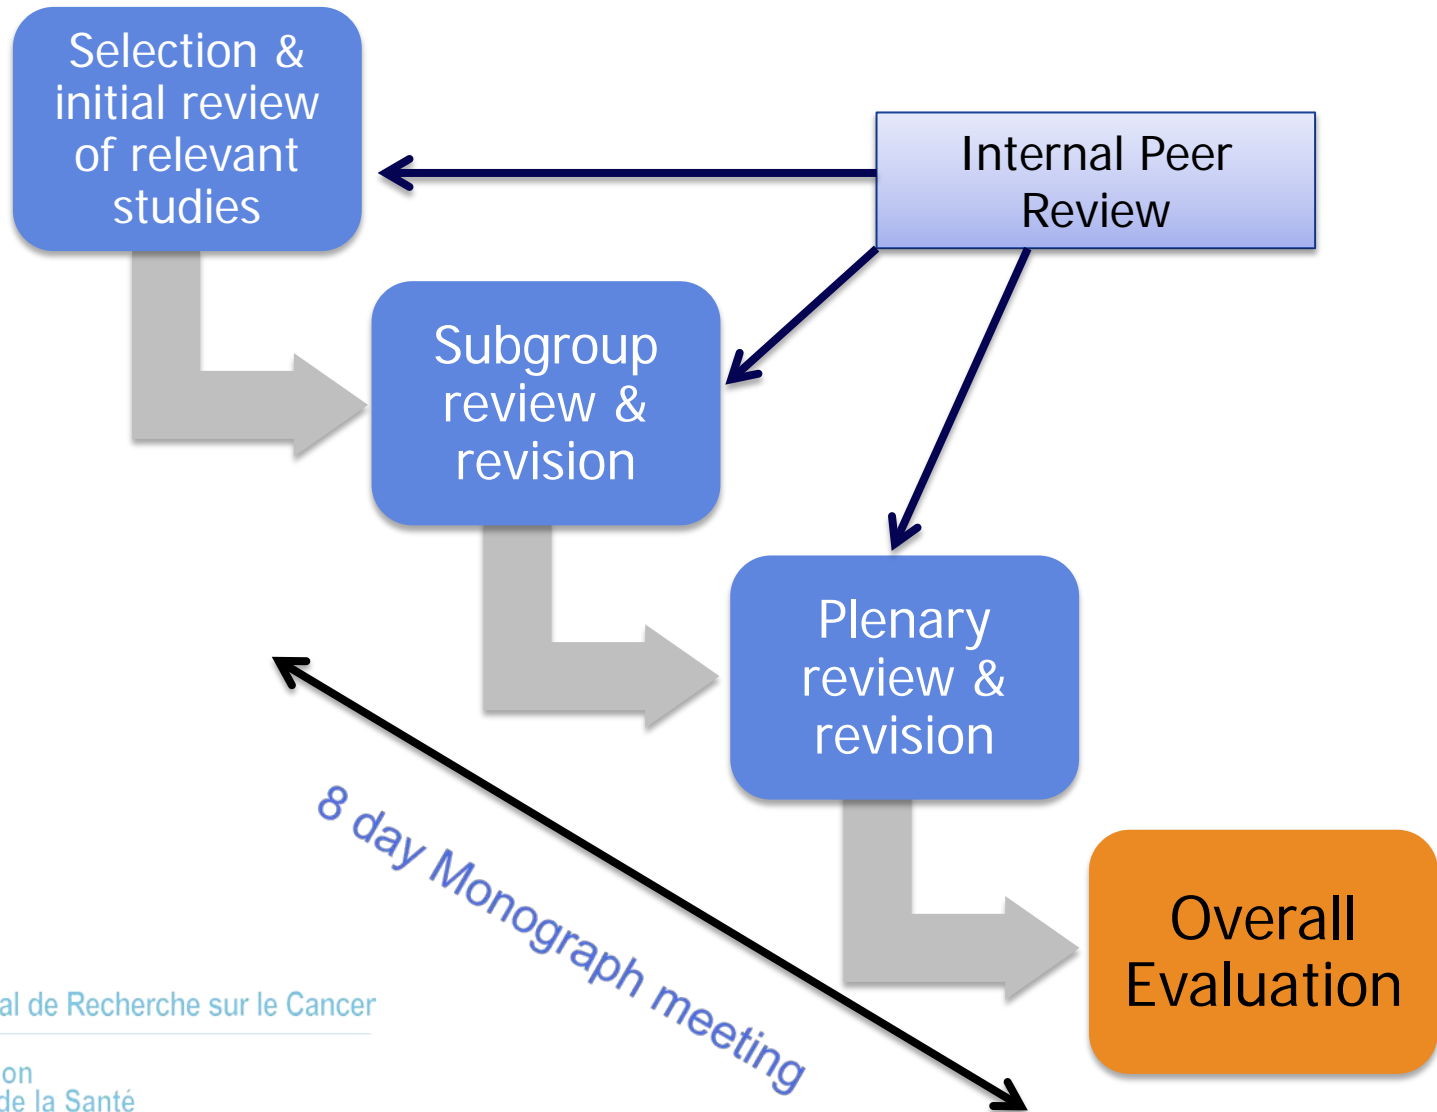 Selection &
initial review
of relevant
studies
Internal Peer
Review
Subgroup
review &
revision
Plenary
review &
revision
8 day Monograph meeting
Overall
Evaluation
al de Recherche sur le Cancer
on
de la Santé